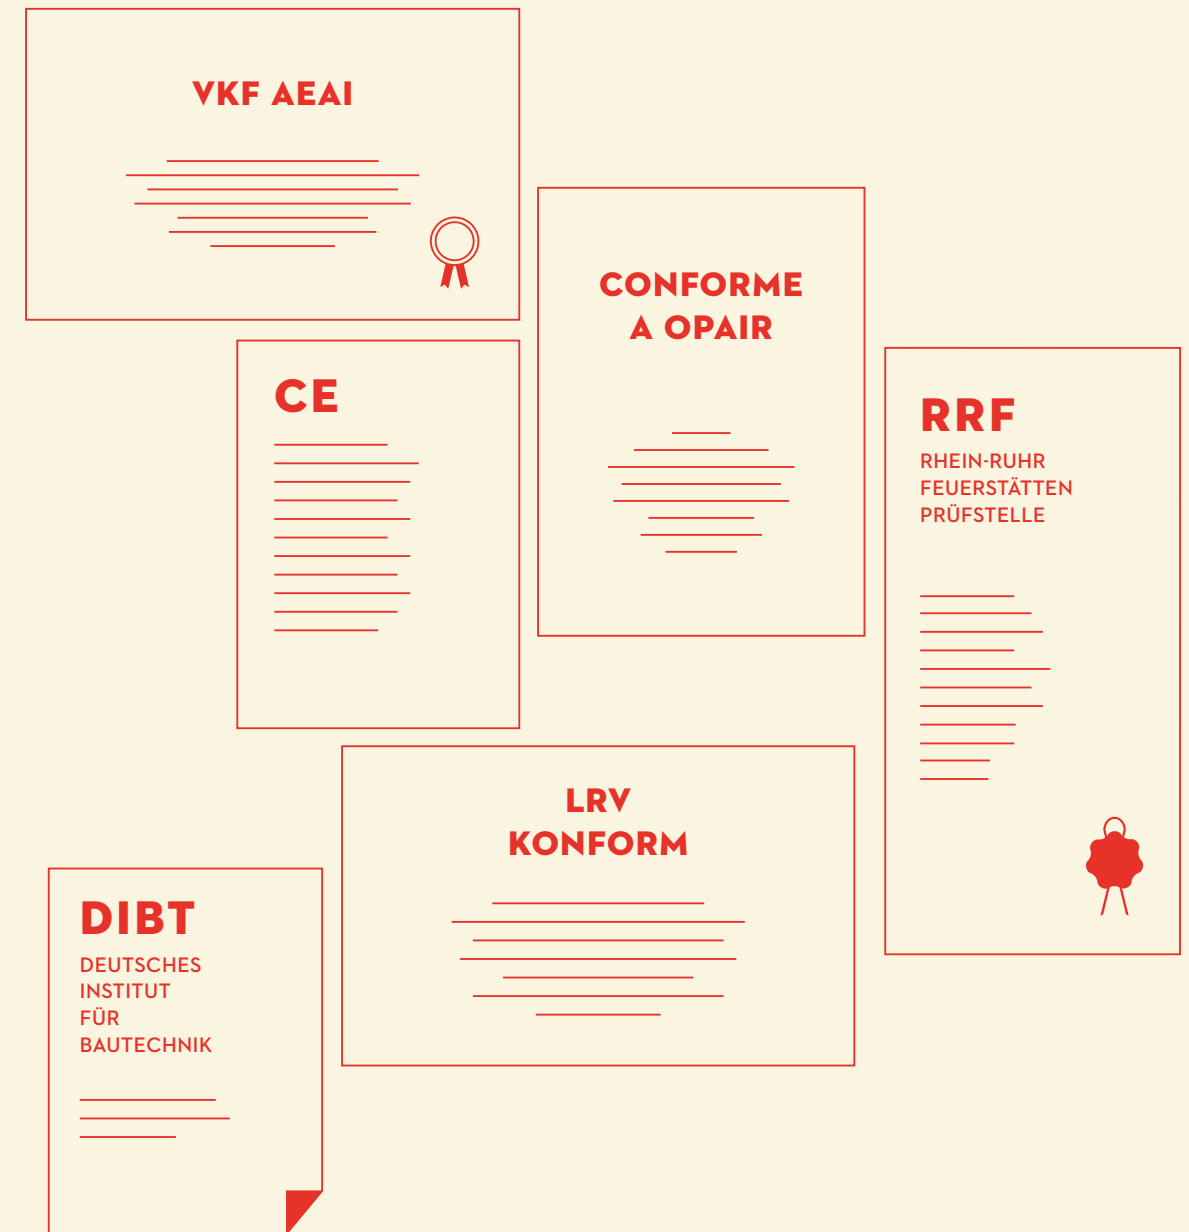 VKF AEAI
CONFORME
A OPAIR
CE
RRF
RHEIN-RUHR
FEUERSTÄTTEN
PRÜFSTELLE
LRV
KONFORM
DIBT
DEUTSCHES
INSTITUT
FÜR
BAUTECHNIK